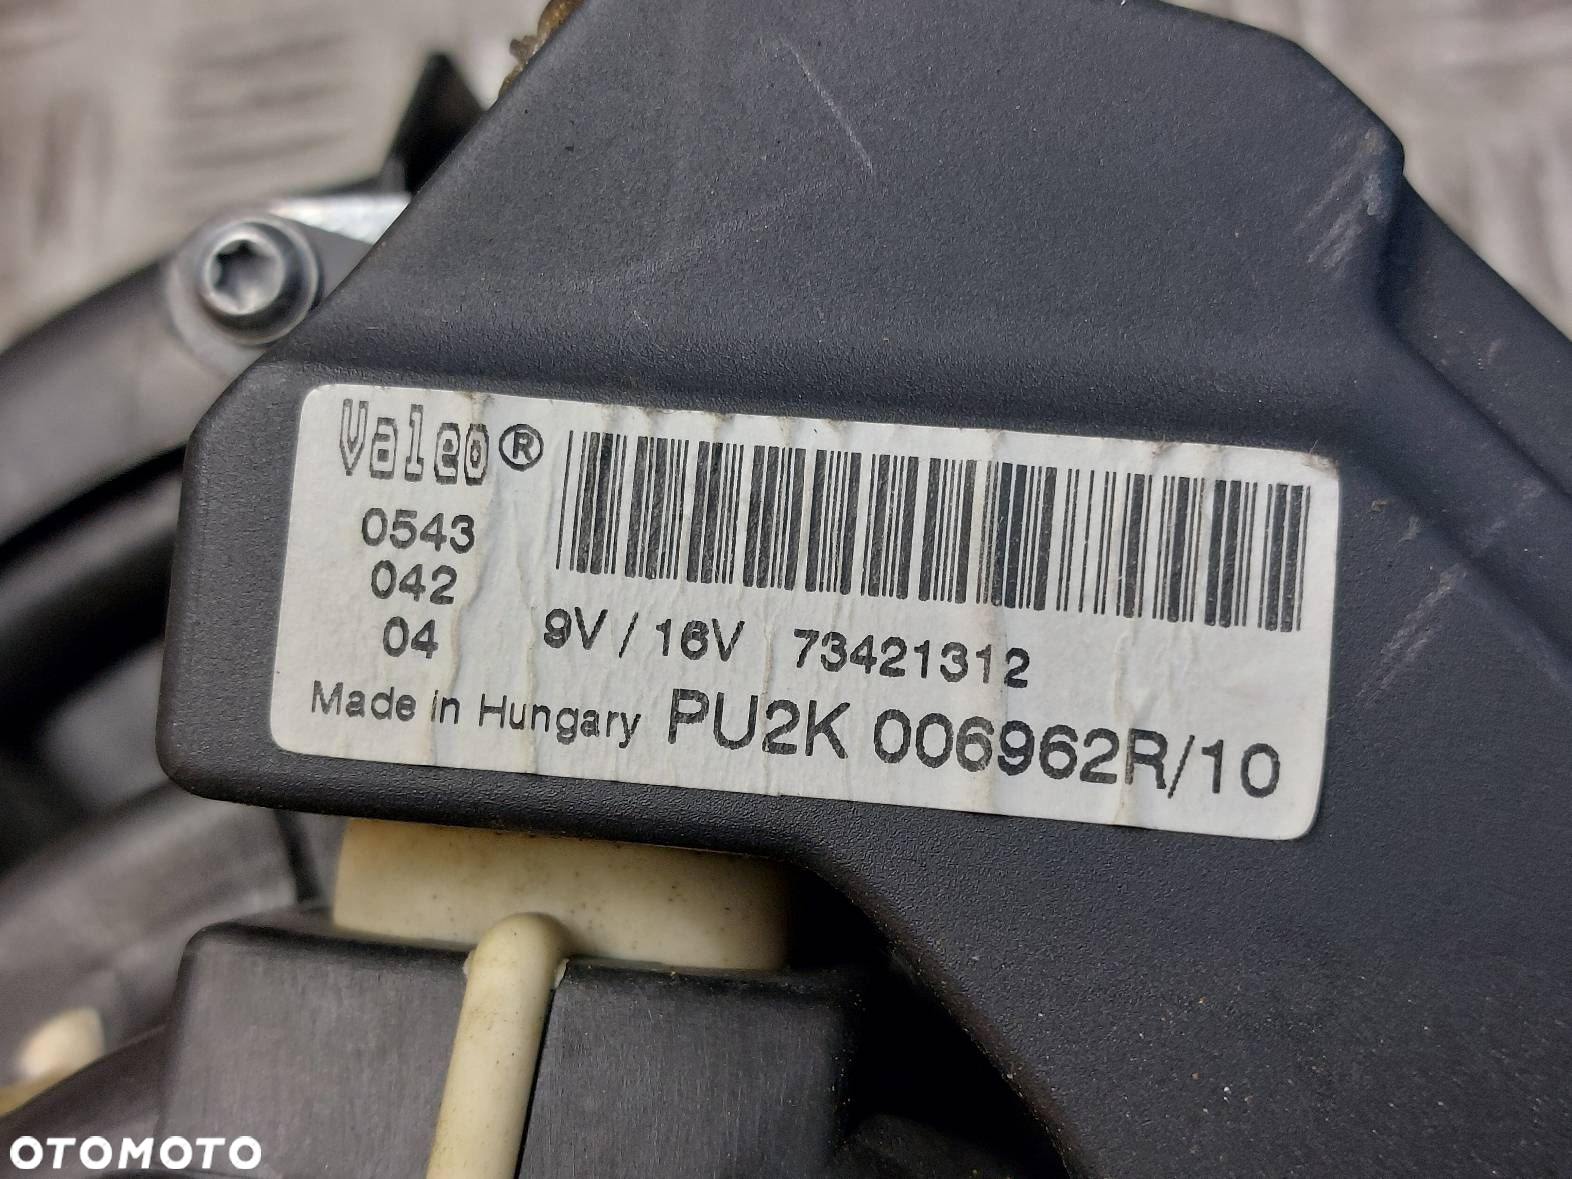 Valeo®
0543
042
04
9V / 16V 73421312
Made in Hungary PU2K 006962R/10
OTOMOTO